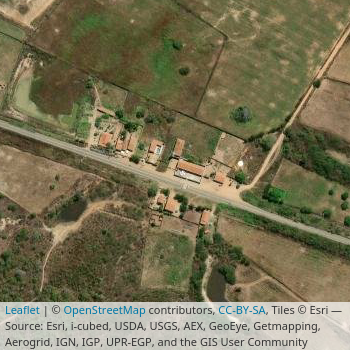 Leaflet | © OpenStreetMap contributors, CC-BY-SA, Tiles © Esri —
Source: Esri, i-cubed, USDA, USGS, AEX, GeoEye, Getmapping,
Aerogrid, IGN, IGP, UPR-EGP, and the GIS User Community